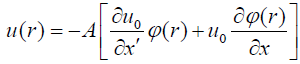 u(r) = −A[ ∂u₀/∂x′ φ(r) + u₀ ∂φ(r)/∂x ]